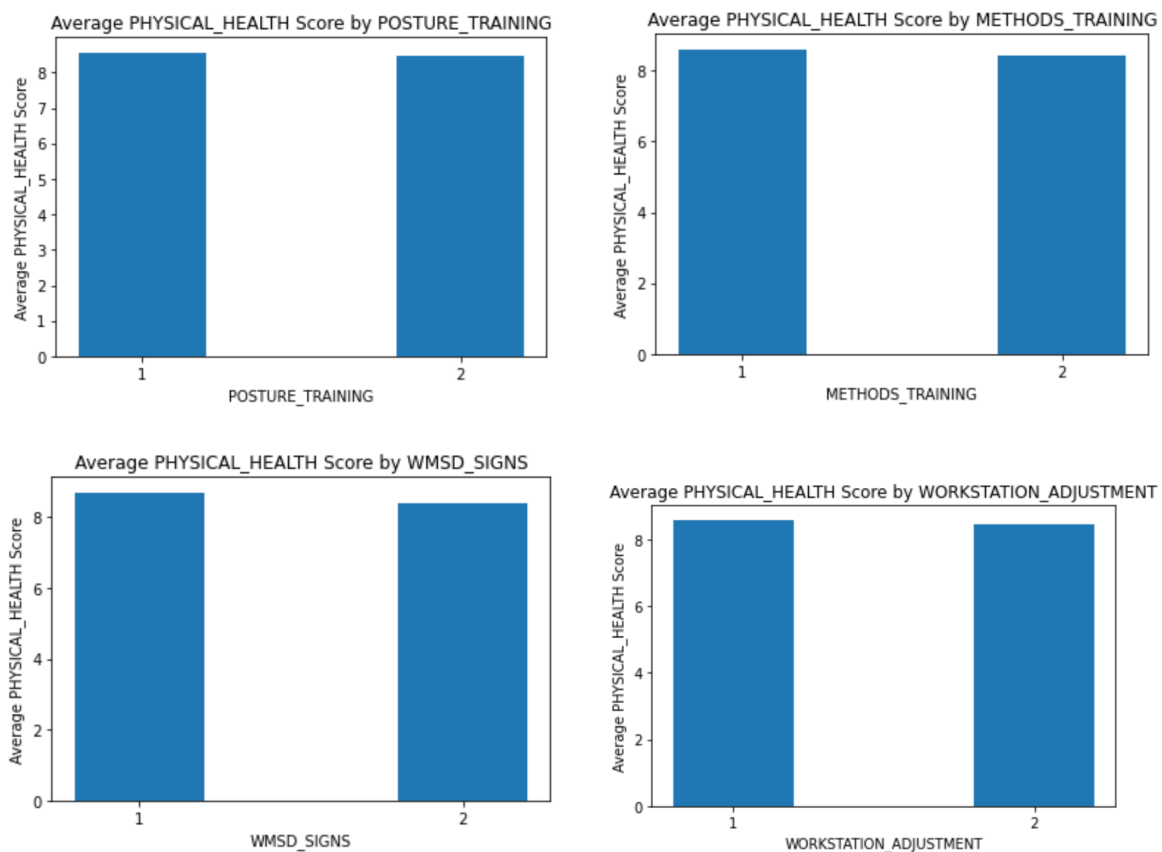 Average PHYSICAL_HEALTH Score by POSTURE_TRAINING
Average PHYSICAL_HEALTH Score
8
7
6
5
4
3
2
1
0
1 2
POSTURE_TRAINING
Average PHYSICAL_HEALTH Score by METHODS_TRAINING
Average PHYSICAL_HEALTH Score
8
6
4
2
0
1 2
METHODS_TRAINING
Average PHYSICAL_HEALTH Score by WMSD_SIGNS
Average PHYSICAL_HEALTH Score
8
6
4
2
0
1 2
WMSD_SIGNS
Average PHYSICAL_HEALTH Score by WORKSTATION_ADJUSTMENT
Average PHYSICAL_HEALTH Score
8
6
4
2
0
1 2
WORKSTATION_ADJUSTMENT